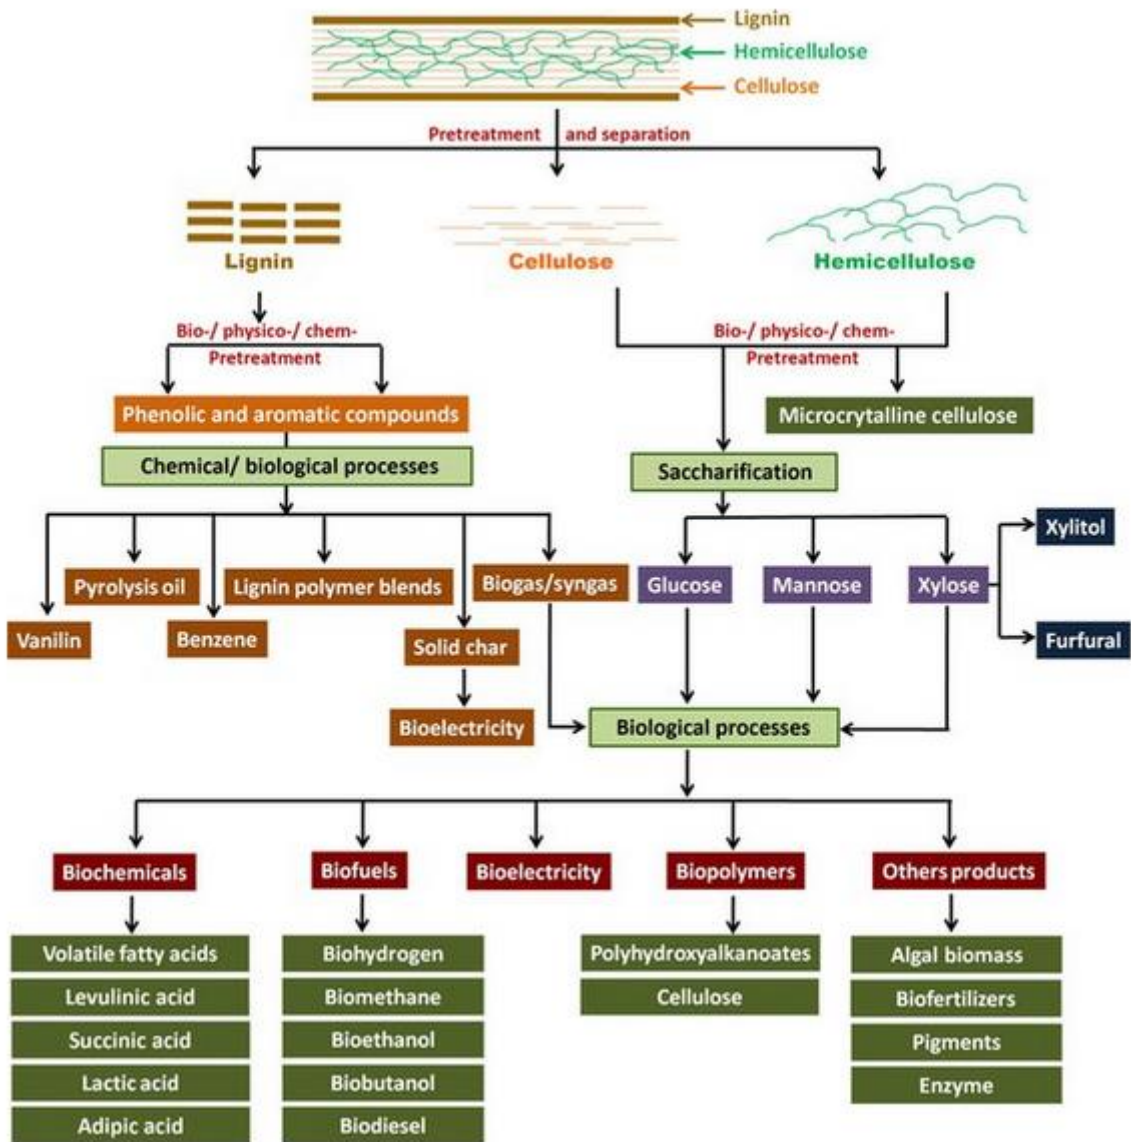 Lignin
Hemicellulose
Cellulose
Pretreatment and separation
Lignin
Cellulose
Hemicellulose
Bio-/ physico-/ chem-
Pretreatment
Bio-/ physico-/ chem-
Pretreatment
Phenolic and aromatic compounds
Microcrytalline cellulose
Chemical/ biological processes
Saccharification
Xylitol
Pyrolysis oil
Lignin polymer blends
Biogas/syngas
Glucose
Mannose
Xylose
Vanilin
Benzene
Solid char
Furfural
Bioelectricity
Biological processes
Biochemicals
Biofuels
Bioelectricity
Biopolymers
Others products
Volatile fatty acids
Levulinic acid
Succinic acid
Lactic acid
Adipic acid
Biohydrogen
Biomethane
Bioethanol
Biobutanol
Biodiesel
Polyhydroxyalkanoates
Cellulose
Algal biomass
Biofertilizers
Pigments
Enzyme